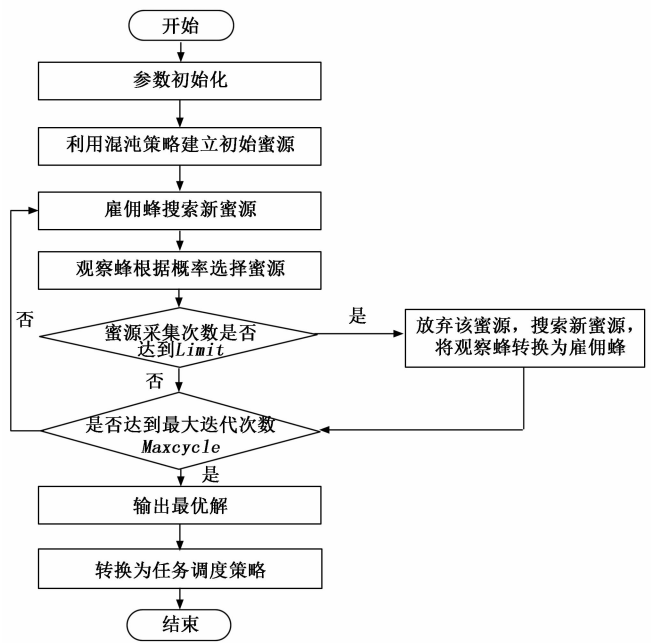 开始
参数初始化
利用混沌策略建立初始蜜源
雇佣蜂搜索新蜜源
观察蜂根据概率选择蜜源
否
蜜源采集次数是否
达到Limit
是
放弃该蜜源，搜索新蜜源，
将观察蜂转换为雇佣蜂
否
是否达到最大迭代次数
Maxcycle
是
输出最优解
转换为任务调度策略
结束